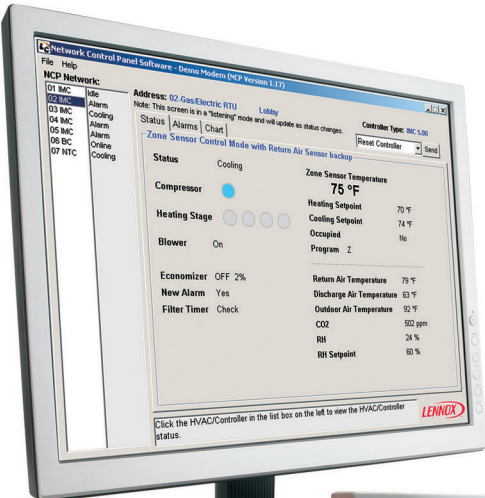 Network Control Panel Software - Demo Modem (NCP Version 1.17)
File Help
NCP Network:
01 IMC Idle
02 IMC Alarm
03 IMC Cooling
04 IMC Alarm
05 IMC Alarm
06 BC Online
07 NTC Cooling
Address: 02-Gas/Electric RTU Lobby
Note: This screen is in a "listening" mode and will update as status changes.
Controller Type: IMC 5.00
Reset Controller Send
Status Alarms Chart
Zone Sensor Control Mode with Return Air Sensor backup
Status Cooling
Compressor
Heating Stage
Blower On
Economizer OFF 2%
New Alarm Yes
Filter Timer Check
Zone Sensor Temperature
75 °F
Heating Setpoint 70 °F
Cooling Setpoint 74 °F
Occupied No
Program Z
Return Air Temperature 79 °F
Discharge Air Temperature 63 °F
Outdoor Air Temperature 92 °F
CO2 502 ppm
RH 24 %
RH Setpoint 60 %
Click the HVAC/Controller in the list box on the left to view the HVAC/Controller
status.
LENNOX